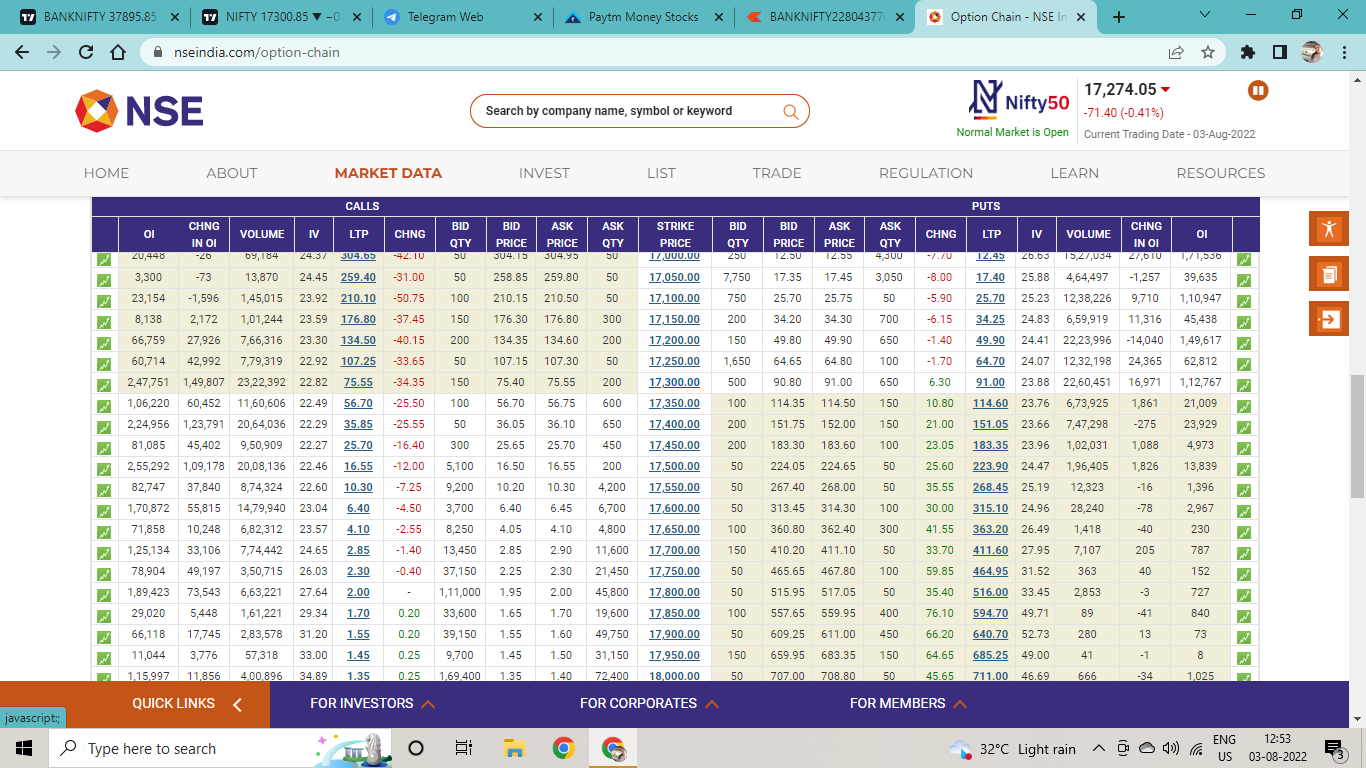 BANKNIFTY 37895.85
NIFTY 17300.85 ▼ −0.
Telegram Web
Paytm Money Stocks
BANKNIFTY22804377
Option Chain - NSE In
nseindia.com/option-chain
NSE
Search by company name, symbol or keyword
Nifty50
Normal Market is Open
17,274.05
-71.40 (-0.41%)
Current Trading Date - 03-Aug-2022
HOME ABOUT MARKET DATA INVEST LIST TRADE REGULATION LEARN RESOURCES
CALLS PUTS
OI CHNG IN OI VOLUME IV LTP CHNG BID QTY BID PRICE ASK PRICE ASK QTY STRIKE PRICE BID QTY BID PRICE ASK PRICE ASK QTY CHNG LTP IV VOLUME CHNG IN OI OI
20,448 -26 69,184 24.37 304.65 -42.10 50 304.15 304.95 50 17,000.00 250 12.50 12.55 4,300 -7.70 12.45 26.63 15,27,034 27,610 1,71,536
3,300 -73 13,870 24.45 259.40 -31.00 50 258.85 259.80 50 17,050.00 7,750 17.35 17.45 3,050 -8.00 17.40 25.88 4,64,497 -1,257 39,635
23,154 -1,596 1,45,015 23.92 210.10 -50.75 100 210.15 210.50 50 17,100.00 750 25.70 25.75 50 -5.90 25.70 25.23 12,38,226 9,710 1,10,947
8,138 2,172 1,01,244 23.59 176.80 -37.45 150 176.30 176.80 300 17,150.00 200 34.20 34.30 700 -6.15 34.25 24.83 6,59,919 11,316 45,438
66,759 27,926 7,66,316 23.30 134.50 -40.15 200 134.35 134.60 200 17,200.00 150 49.80 49.90 650 -1.40 49.90 24.41 22,23,996 -14,040 1,49,617
60,714 42,992 7,79,319 22.92 107.25 -33.65 50 107.15 107.30 50 17,250.00 1,650 64.65 64.80 100 -1.70 64.70 24.07 12,32,198 24,365 62,812
2,47,751 1,49,807 23,22,392 22.82 75.55 -34.35 150 75.40 75.55 200 17,300.00 500 90.80 91.00 650 6.30 91.00 23.88 22,60,451 16,971 1,12,767
1,06,220 60,452 11,60,606 22.49 56.70 -25.50 100 56.70 56.75 600 17,350.00 100 114.35 114.50 150 10.80 114.60 23.76 6,73,925 1,861 21,009
2,24,956 1,23,791 20,64,036 22.29 35.85 -25.55 50 36.05 36.10 650 17,400.00 200 151.75 152.00 150 21.00 151.05 23.66 7,47,298 -275 23,929
81,085 45,402 9,50,909 22.27 25.70 -16.40 300 25.65 25.70 450 17,450.00 200 183.30 183.60 100 23.05 183.35 23.96 1,02,031 1,088 4,973
2,55,292 1,09,178 20,08,136 22.46 16.55 -12.00 5,100 16.50 16.55 200 17,500.00 50 224.05 224.65 50 25.60 223.90 24.47 1,96,405 1,826 13,839
82,747 37,840 8,74,324 22.60 10.30 -7.25 9,200 10.20 10.30 4,200 17,550.00 50 267.40 268.00 50 35.55 268.45 25.19 12,323 -16 1,396
1,70,872 55,815 14,79,940 23.04 6.40 -4.50 3,700 6.40 6.45 6,700 17,600.00 50 313.45 314.30 100 30.00 315.10 24.96 28,240 -78 2,967
71,858 10,248 6,82,312 23.57 4.10 -2.55 8,250 4.05 4.10 4,800 17,650.00 100 360.80 362.40 300 41.55 363.20 26.49 1,418 -40 230
1,25,134 33,106 7,74,442 24.65 2.85 -1.40 13,450 2.85 2.90 11,600 17,700.00 150 410.20 411.10 50 33.70 411.60 27.95 7,107 205 787
78,904 49,197 3,50,715 26.03 2.30 -0.40 37,150 2.25 2.30 21,450 17,750.00 50 465.65 467.80 100 59.85 464.95 31.52 363 40 152
1,89,423 73,543 6,63,221 27.64 2.00 - 1,11,000 1.95 2.00 45,800 17,800.00 50 515.95 517.05 50 35.40 516.00 33.45 2,853 -3 727
29,020 5,448 1,61,221 29.34 1.70 0.20 33,600 1.65 1.70 19,600 17,850.00 100 557.65 559.95 400 76.10 594.70 49.71 89 -41 840
66,118 17,745 2,83,578 31.20 1.55 0.20 39,150 1.55 1.60 49,750 17,900.00 50 609.25 611.00 450 66.20 640.70 52.73 280 13 73
11,044 3,776 57,318 33.00 1.45 0.25 9,700 1.45 1.50 31,150 17,950.00 150 659.95 683.35 150 64.65 685.25 49.00 41 -1 8
1,15,997 11,856 4,00,896 34.89 1.35 0.25 1,69,400 1.35 1.40 72,400 18,000.00 50 707.00 708.80 50 45.65 711.00 46.69 666 -34 1,025
QUICK LINKS FOR INVESTORS FOR CORPORATES FOR MEMBERS
javascript:;
Type here to search
32°C Light rain
ENG
US
12:53
03-08-2022
3